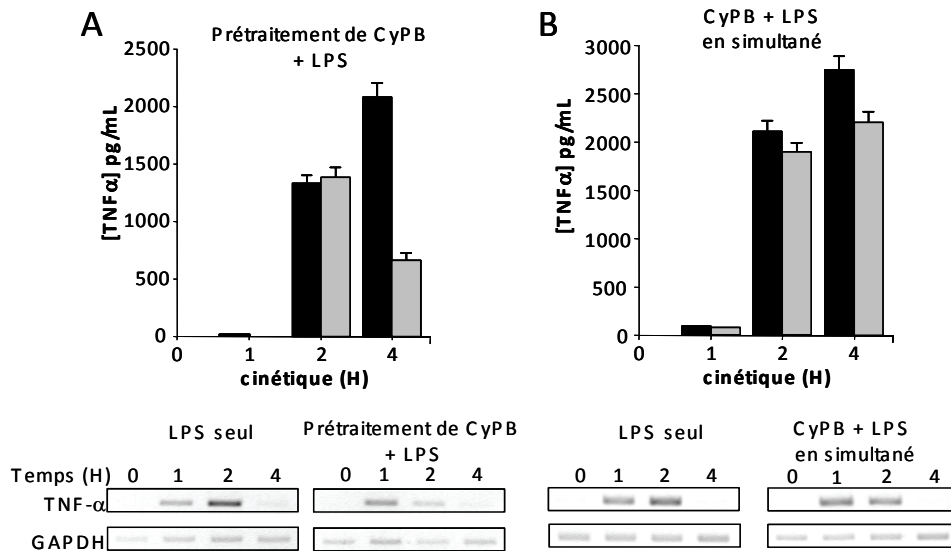 A
Prétraitement de CyPB
+ LPS
[TNFα] pg/mL
2500
2000
1500
1000
500
0
0 1 2 4
cinétique (H)
B
CyPB + LPS
en simultané
[TNFα] pg/mL
3000
2500
2000
1500
1000
500
0
0 1 2 4
cinétique (H)
LPS seul
Prétraitement de CyPB
+ LPS
LPS seul
CyPB + LPS
en simultané
Temps (H) 0 1 2 4 0 1 2 4 0 1 2 4 0 1 2 4
TNF-α
GAPDH